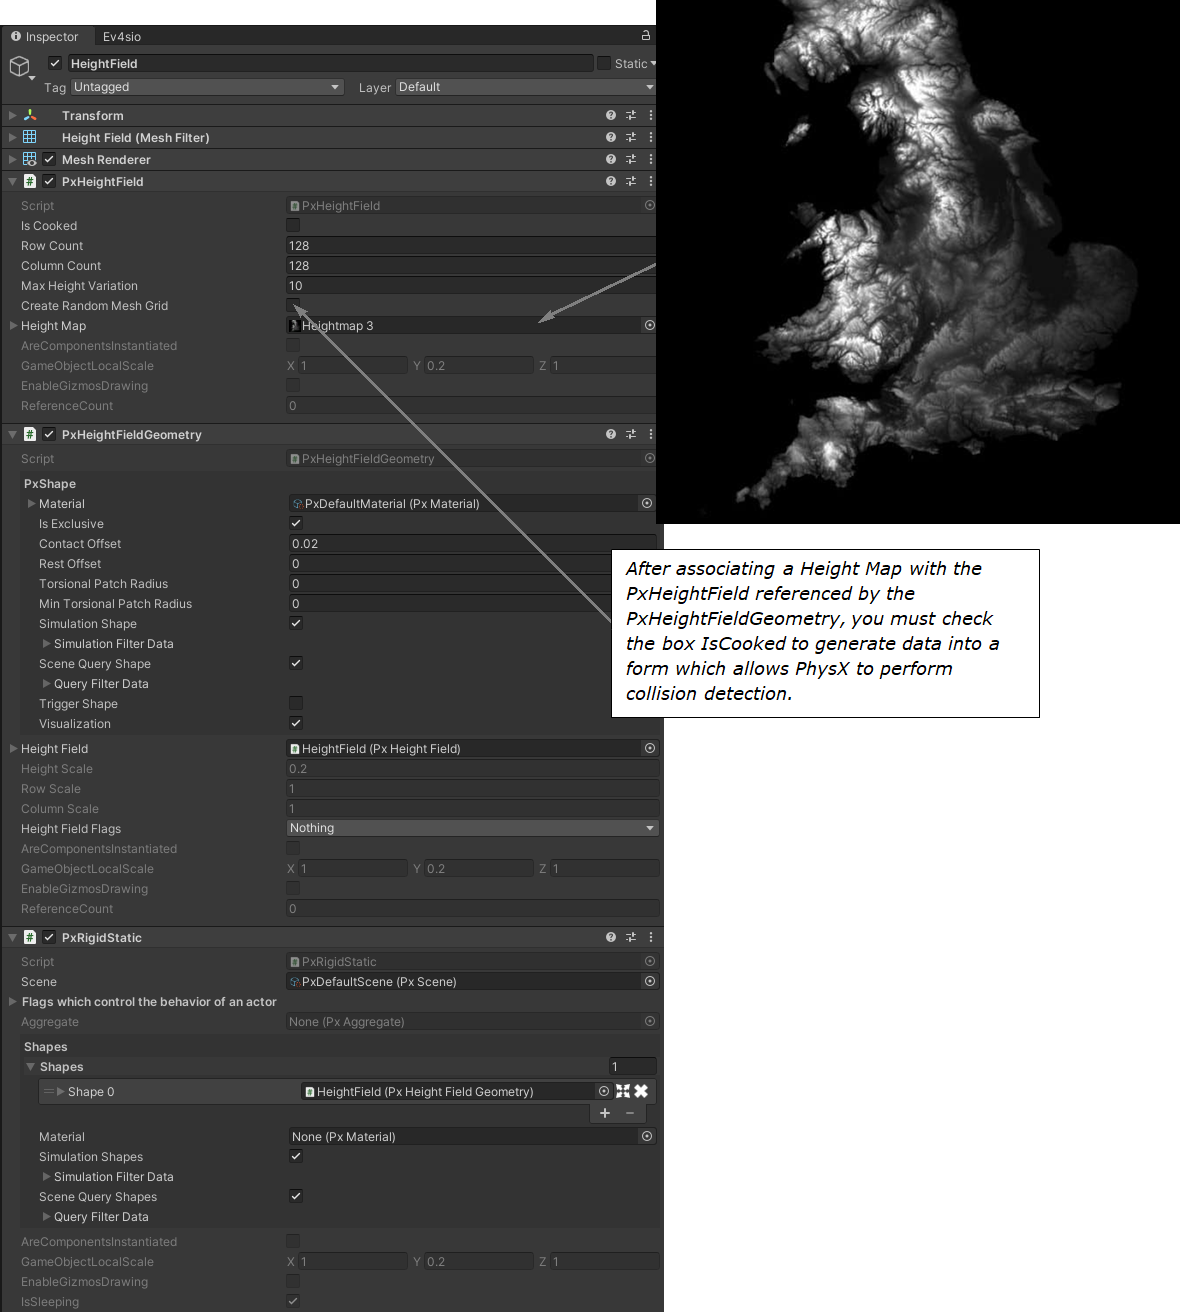 Inspector Ev4sio
HeightField Static
Tag Untagged Layer Default
Transform
Height Field (Mesh Filter)
Mesh Renderer
# PxHeightField
Script PxHeightField
Is Cooked
Row Count 128
Column Count 128
Max Height Variation 10
Create Random Mesh Grid
Height Map Heightmap 3
AreComponentsInstantiated
GameObjectLocalScale X 1 Y 0.2 Z 1
EnableGizmosDrawing
ReferenceCount 0
# PxHeightFieldGeometry
Script PxHeightFieldGeometry
PxShape
Material PxDefaultMaterial (Px Material)
Is Exclusive
Contact Offset 0.02
Rest Offset 0
Torsional Patch Radius 0
Min Torsional Patch Radius 0
Simulation Shape
Simulation Filter Data
Scene Query Shape
Query Filter Data
Trigger Shape
Visualization
Height Field HeightField (Px Height Field)
Height Scale 0.2
Row Scale 1
Column Scale 1
Height Field Flags Nothing
AreComponentsInstantiated
GameObjectLocalScale X 1 Y 0.2 Z 1
EnableGizmosDrawing
ReferenceCount 0
# PxRigidStatic
Script PxRigidStatic
Scene PxDefaultScene (Px Scene)
Flags which control the behavior of an actor
Aggregate None (Px Aggregate)
Shapes
Shapes 1
Shape 0 HeightField (Px Height Field Geometry)
+ −
Material None (Px Material)
Simulation Shapes
Simulation Filter Data
Scene Query Shapes
Query Filter Data
AreComponentsInstantiated
GameObjectLocalScale X 1 Y 0.2 Z 1
EnableGizmosDrawing
IsSleeping
After associating a Height Map with the
PxHeightField referenced by the
PxHeightFieldGeometry, you must check
the box IsCooked to generate data into a
form which allows PhysX to perform
collision detection.